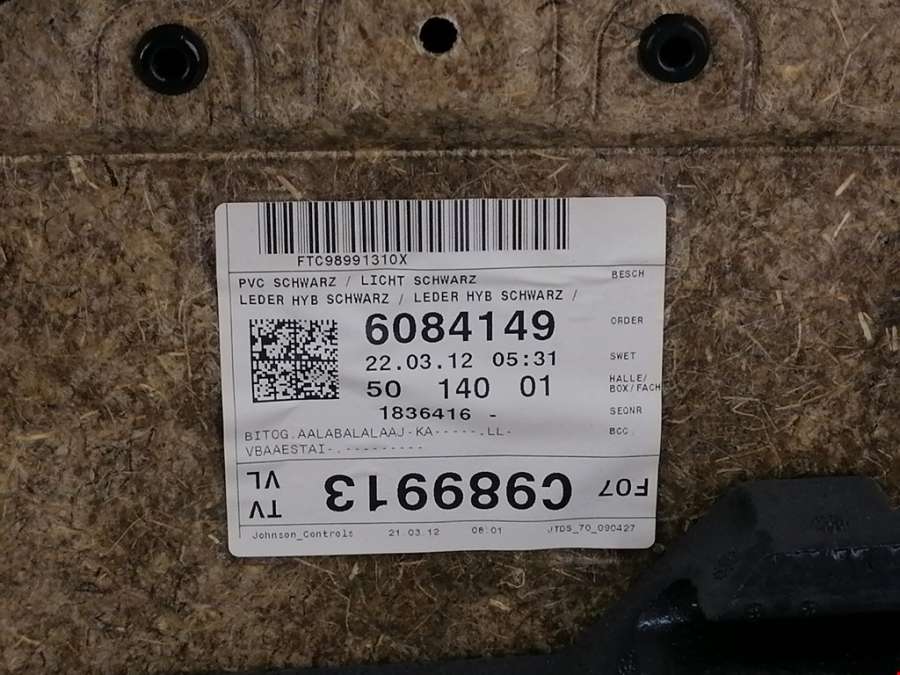 FTC98991310X
PVC SCHWARZ / LICHT SCHWARZ
BESCH
LEDER HYB SCHWARZ / LEDER HYB SCHWARZ /
6084149
ORDER
22.03.12 05:31
SWET
50 140 01
HALLE/
BOX/FACH
1836416 -
SEQNR
BITOG.AALABALALAAJ-KA-----.LL-
BCC.
VBAAESTAI-.---------
TV
VL
C989913
F07
Johnson_Controls 21.03.12 06:01 JTDS_70_090427